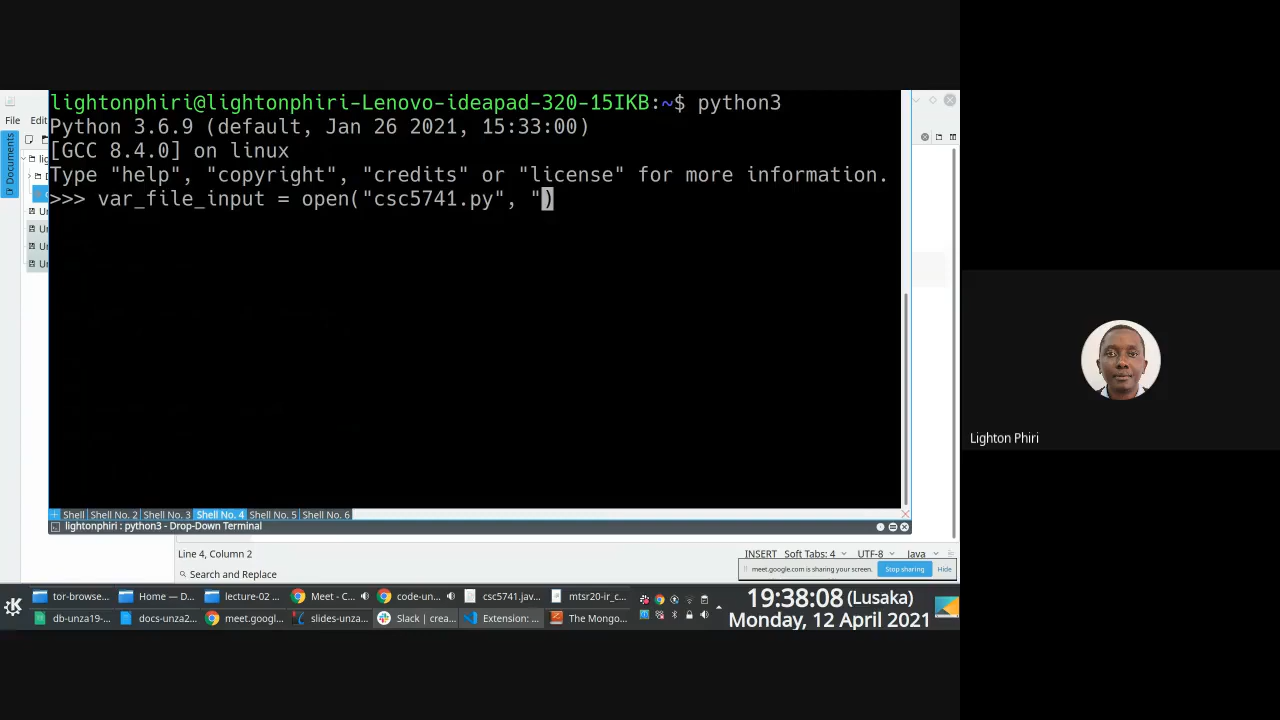 lightonphiri@lightonphiri-Lenovo-ideapad-320-15IKB:~$ python3
Python 3.6.9 (default, Jan 26 2021, 15:33:00)
[GCC 8.4.0] on linux
Type "help", "copyright", "credits" or "license" for more information.
>>> var_file_input = open("csc5741.py", ")
File Edit
Documents
Lighton Phiri
Shell Shell No. 2 Shell No. 3 Shell No. 4 Shell No. 5 Shell No. 6
lightonphiri : python3 - Drop-Down Terminal
Line 4, Column 2
INSERT Soft Tabs: 4 UTF-8 Java
Search and Replace
meet.google.com is sharing your screen. Stop sharing Hide
tor-browse... Home — D... lecture-02 ... Meet - C... code-un... csc5741.jav... mtsr20-ir_c...
19:38:08 (Lusaka)
db-unza19-... docs-unza2... meet.googl... slides-unza... Slack | crea... Extension: ... The Mongo...
Monday, 12 April 2021